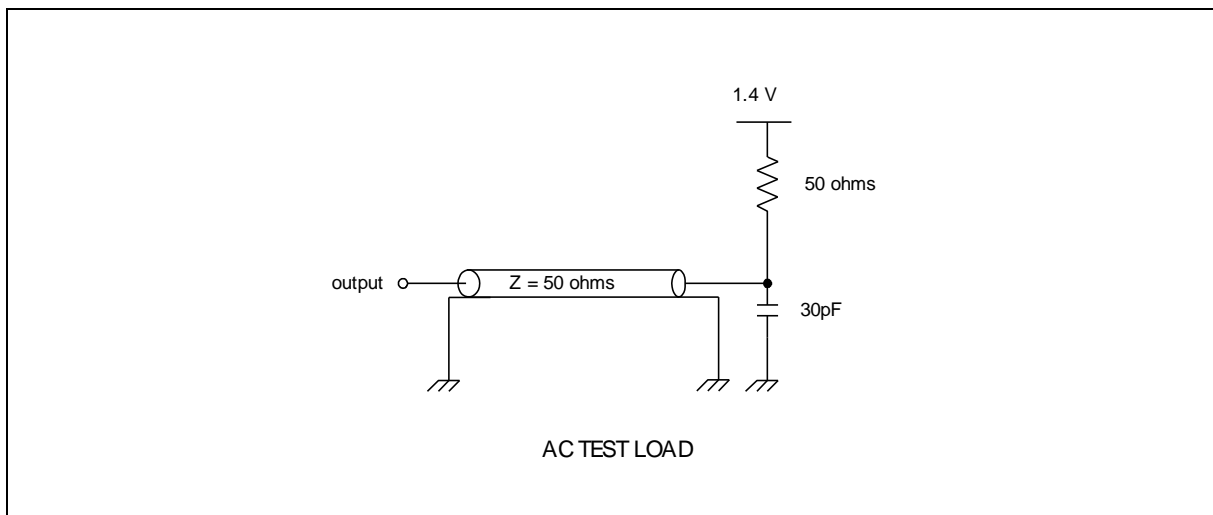 1.4 V
50 ohms
output
Z = 50 ohms
30pF
AC TEST LOAD